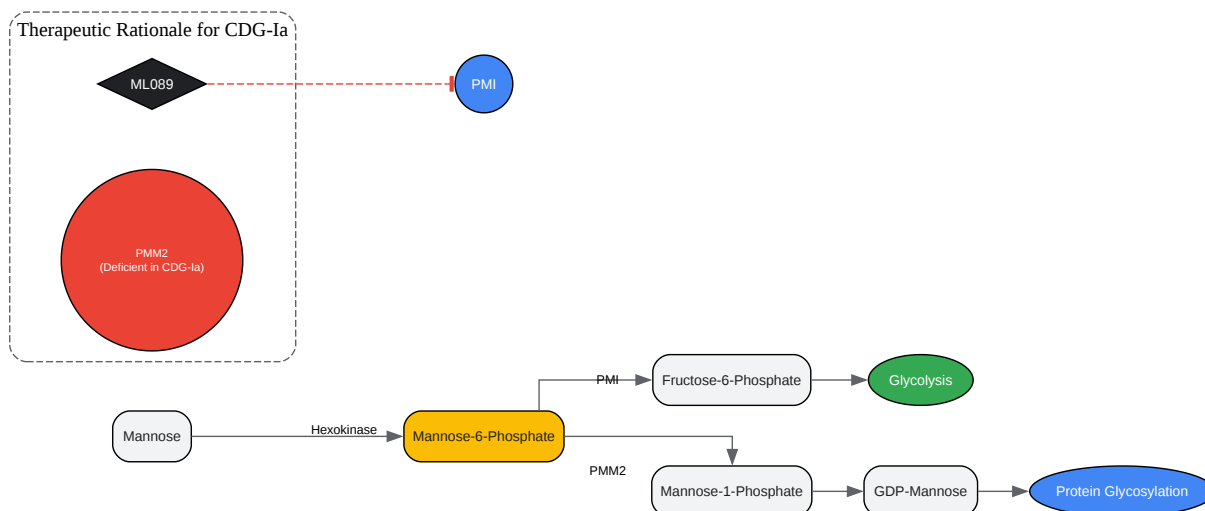 Therapeutic Rationale for CDG-Ia
ML089
PMI
PMM2
(Deficient in CDG-Ia)
PMI
Fructose-6-Phosphate
Glycolysis
Mannose
Hexokinase
Mannose-6-Phosphate
PMM2
Mannose-1-Phosphate
GDP-Mannose
Protein Glycosylation